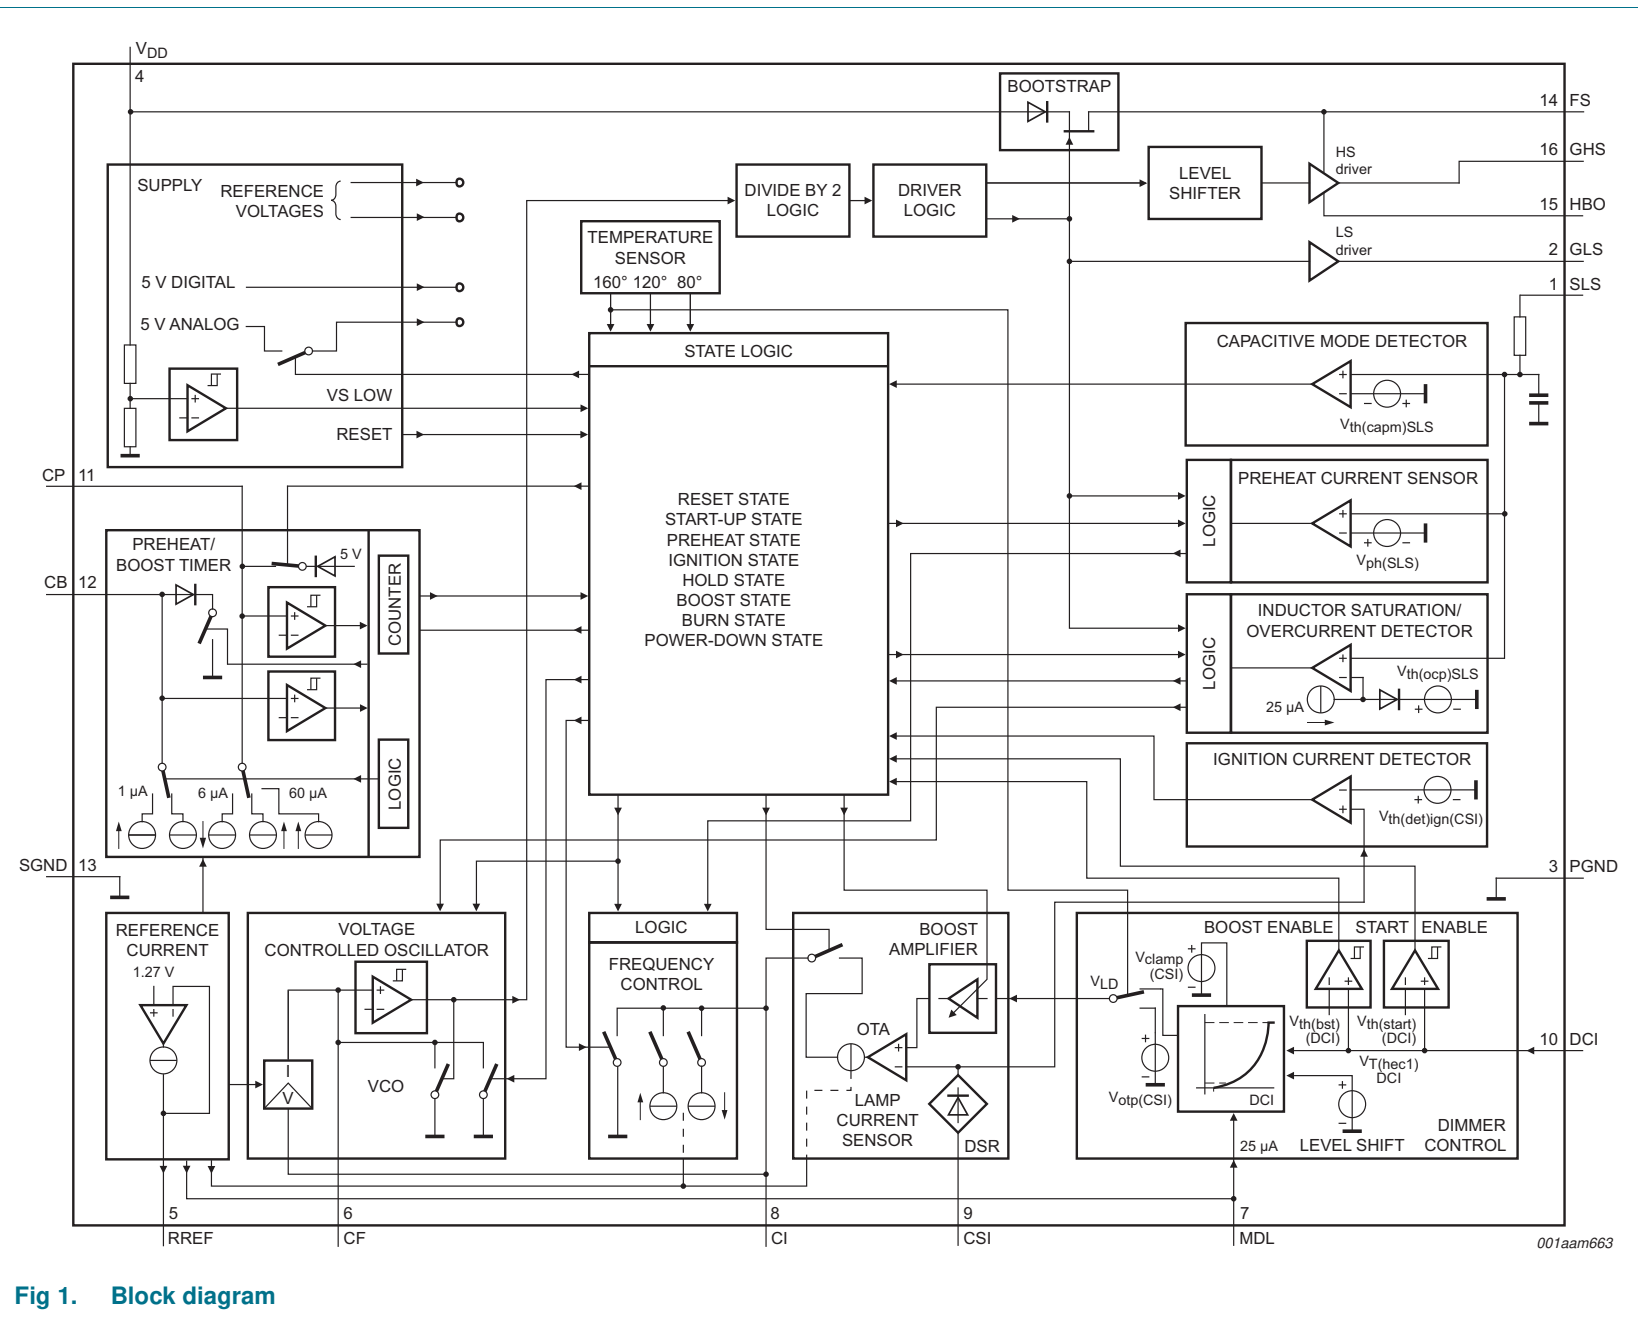 VDD
4
BOOTSTRAP
14 FS
HS
driver
16 GHS
15 HBO
LS
driver
2 GLS
1 SLS
SUPPLY
REFERENCE
VOLTAGES
5 V DIGITAL
5 V ANALOG
VS LOW
RESET
DIVIDE BY 2
LOGIC
DRIVER
LOGIC
LEVEL
SHIFTER
TEMPERATURE
SENSOR
160° 120° 80°
STATE LOGIC
RESET STATE
START-UP STATE
PREHEAT STATE
IGNITION STATE
HOLD STATE
BOOST STATE
BURN STATE
POWER-DOWN STATE
CAPACITIVE MODE DETECTOR
+
−
− +
Vth(capm)SLS
PREHEAT CURRENT SENSOR
LOGIC
+
−
+ −
Vph(SLS)
INDUCTOR SATURATION/
OVERCURRENT DETECTOR
LOGIC
+
−
Vth(ocp)SLS
25 μA
+ −
IGNITION CURRENT DETECTOR
−
+
+ −
Vth(det)ign(CSI)
CP 11
CB 12
PREHEAT/
BOOST TIMER
5 V
COUNTER
LOGIC
+
−
+
−
1 μA
6 μA
60 μA
SGND 13
3 PGND
REFERENCE
CURRENT
1.27 V
+ −
VOLTAGE
CONTROLLED OSCILLATOR
+
−
I
V
VCO
LOGIC
FREQUENCY
CONTROL
BOOST
AMPLIFIER
OTA
+
−
LAMP
CURRENT
SENSOR
DSR
BOOST ENABLE
START ENABLE
Vclamp
(CSI)
+
−
VLD
Vth(bst)
(DCI)
Vth(start)
(DCI)
VT(hec1)
DCI
10 DCI
+
−
Votp(CSI)
DCI
+
−
LEVEL SHIFT
DIMMER
CONTROL
25 μA
5
RREF
6
CF
8
CI
9
CSI
7
MDL
001aam663
Fig 1. Block diagram